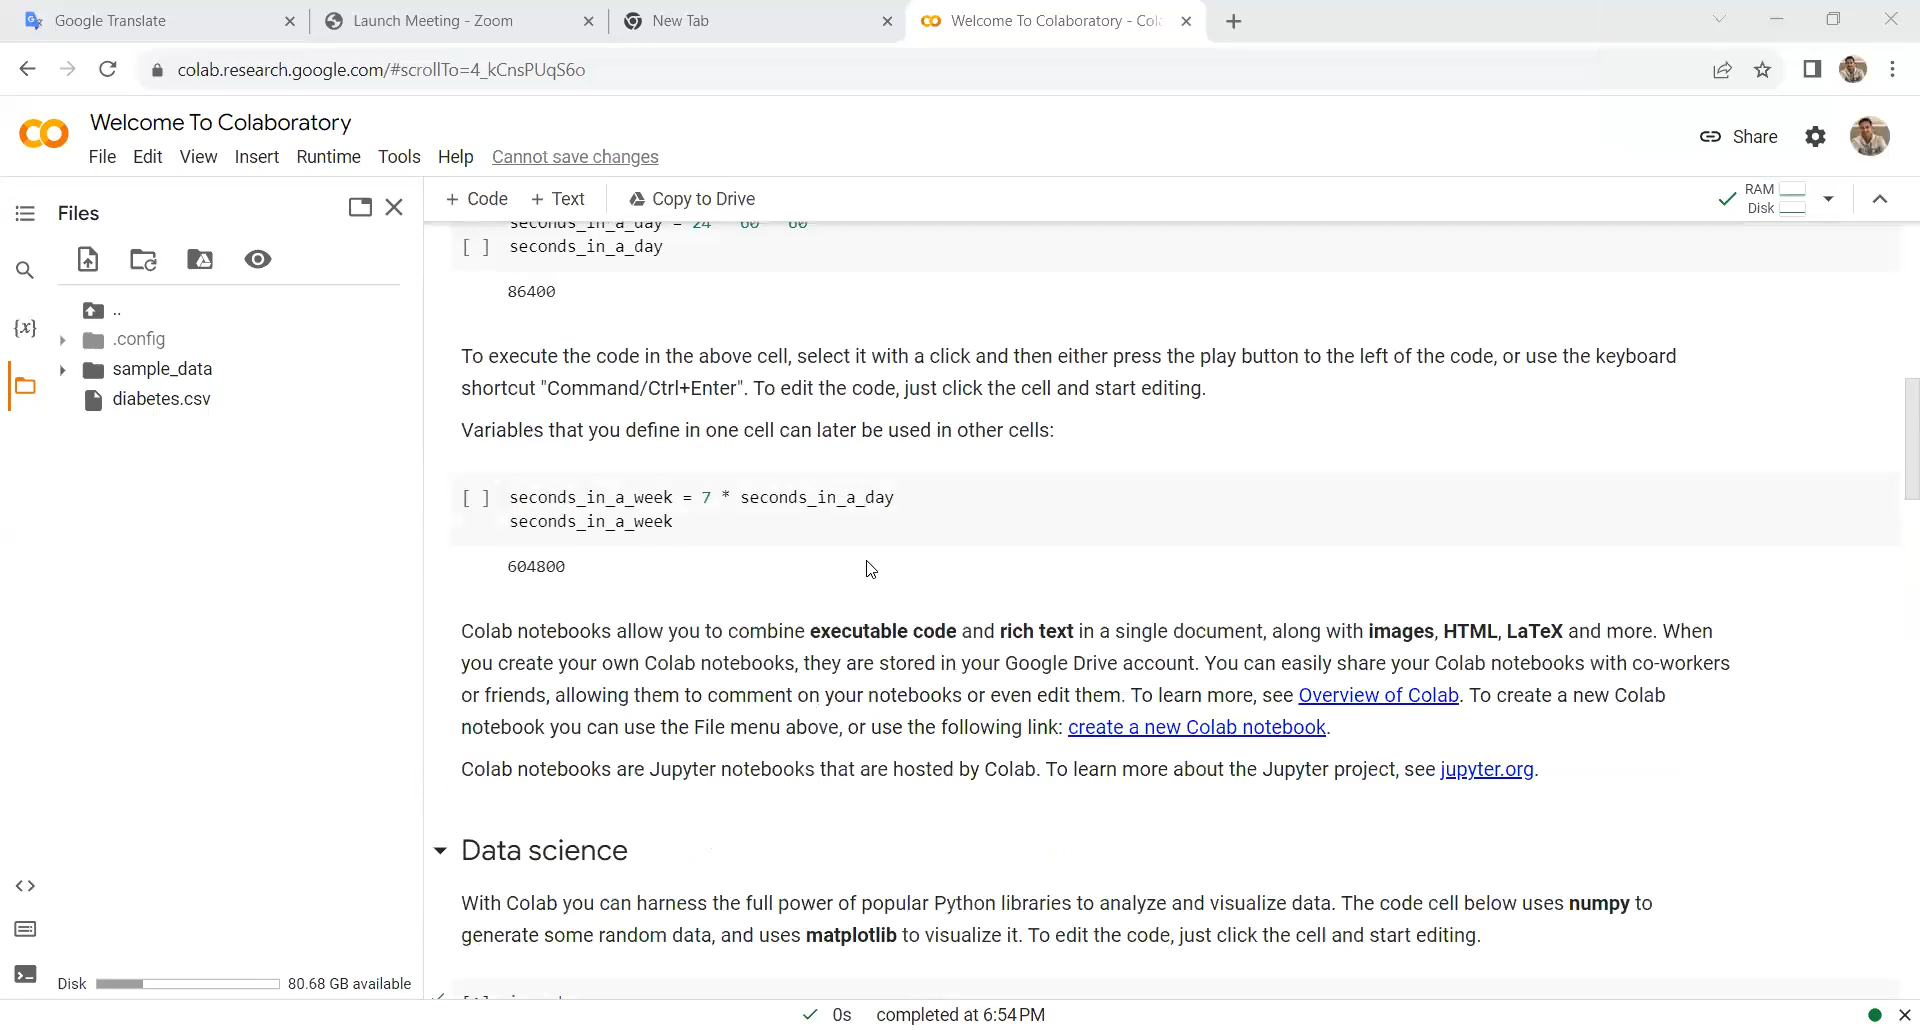 Google Translate
Launch Meeting - Zoom
New Tab
Welcome To Colaboratory - Cola
colab.research.google.com/#scrollTo=4_kCnsPUqS6o
Welcome To Colaboratory
File Edit View Insert Runtime Tools Help Cannot save changes
Share
Files
+ Code + Text Copy to Drive
RAM
Disk
..
.config
sample_data
diabetes.csv
seconds_in_a_day = 24 60 60
[ ] seconds_in_a_day
86400
To execute the code in the above cell, select it with a click and then either press the play button to the left of the code, or use the keyboard
shortcut "Command/Ctrl+Enter". To edit the code, just click the cell and start editing.
Variables that you define in one cell can later be used in other cells:
[ ] seconds_in_a_week = 7 * seconds_in_a_day
seconds_in_a_week
604800
Colab notebooks allow you to combine executable code and rich text in a single document, along with images, HTML, LaTeX and more. When
you create your own Colab notebooks, they are stored in your Google Drive account. You can easily share your Colab notebooks with co-workers
or friends, allowing them to comment on your notebooks or even edit them. To learn more, see Overview of Colab. To create a new Colab
notebook you can use the File menu above, or use the following link: create a new Colab notebook.
Colab notebooks are Jupyter notebooks that are hosted by Colab. To learn more about the Jupyter project, see jupyter.org.
Data science
With Colab you can harness the full power of popular Python libraries to analyze and visualize data. The code cell below uses numpy to
generate some random data, and uses matplotlib to visualize it. To edit the code, just click the cell and start editing.
{x}
Disk 80.68 GB available
0s completed at 6:54 PM